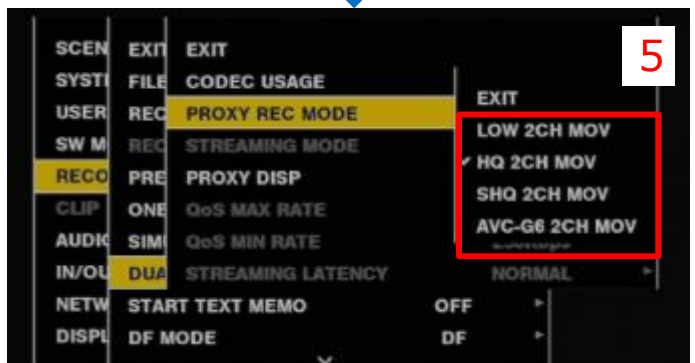 5
SCEN EXIT EXIT
SYSTI FILE CODEC USAGE
USER REC PROXY REC MODE EXIT
SW M REC STREAMING MODE LOW 2CH MOV
RECO PRE PROXY DISP ✓ HQ 2CH MOV
CLIP ONE QoS MAX RATE SHQ 2CH MOV
AUDIO SIMI QoS MIN RATE AVC-G6 2CH MOV
IN/OU DUA STREAMING LATENCY NORMAL
NETW START TEXT MEMO OFF
DISPL DF MODE DF